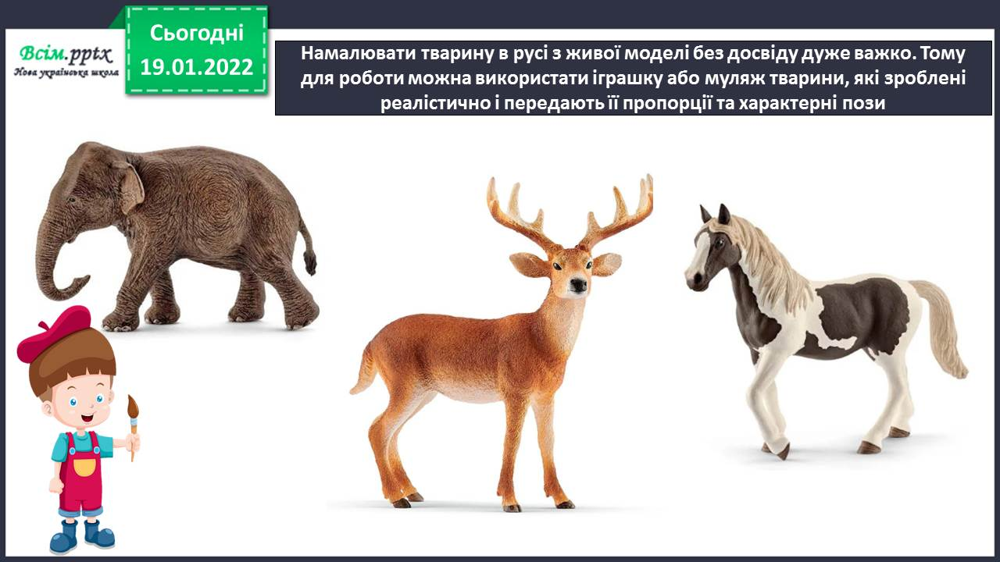 Всім.pptx
Нова українська школа
Сьогодні
19.01.2022
Намалювати тварину в русі з живої моделі без досвіду дуже важко. Тому
для роботи можна використати іграшку або муляж тварини, які зроблені
реалістично і передають її пропорції та характерні пози